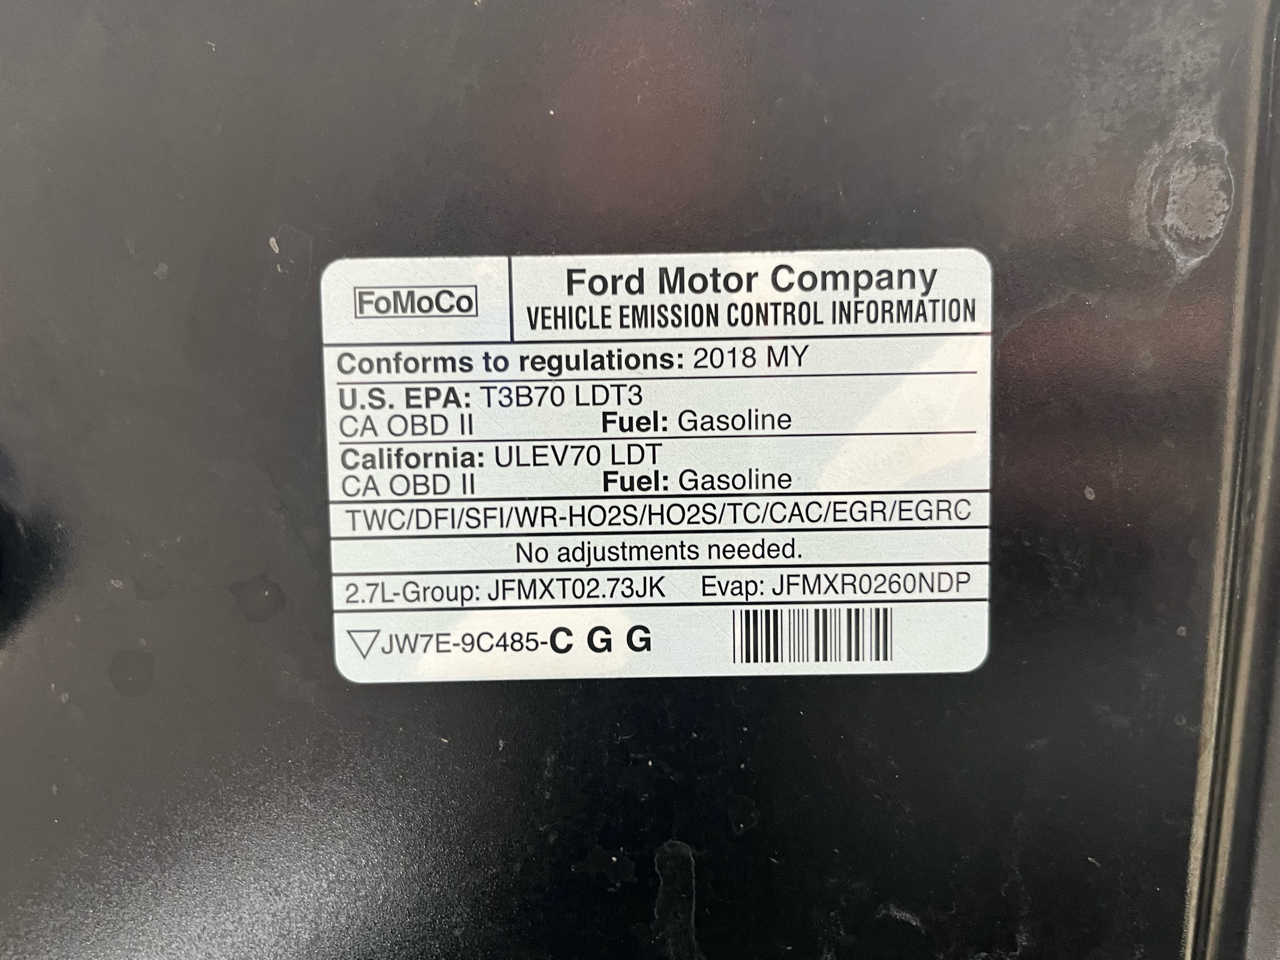 FoMoCo
Ford Motor Company
VEHICLE EMISSION CONTROL INFORMATION
Conforms to regulations: 2018 MY
U.S. EPA: T3B70 LDT3
CA OBD II Fuel: Gasoline
California: ULEV70 LDT
CA OBD II Fuel: Gasoline
TWC/DFI/SFI/WR-HO2S/HO2S/TC/CAC/EGR/EGRC
No adjustments needed.
2.7L-Group: JFMXT02.73JK Evap: JFMXR0260NDP
JW7E-9C485-C G G